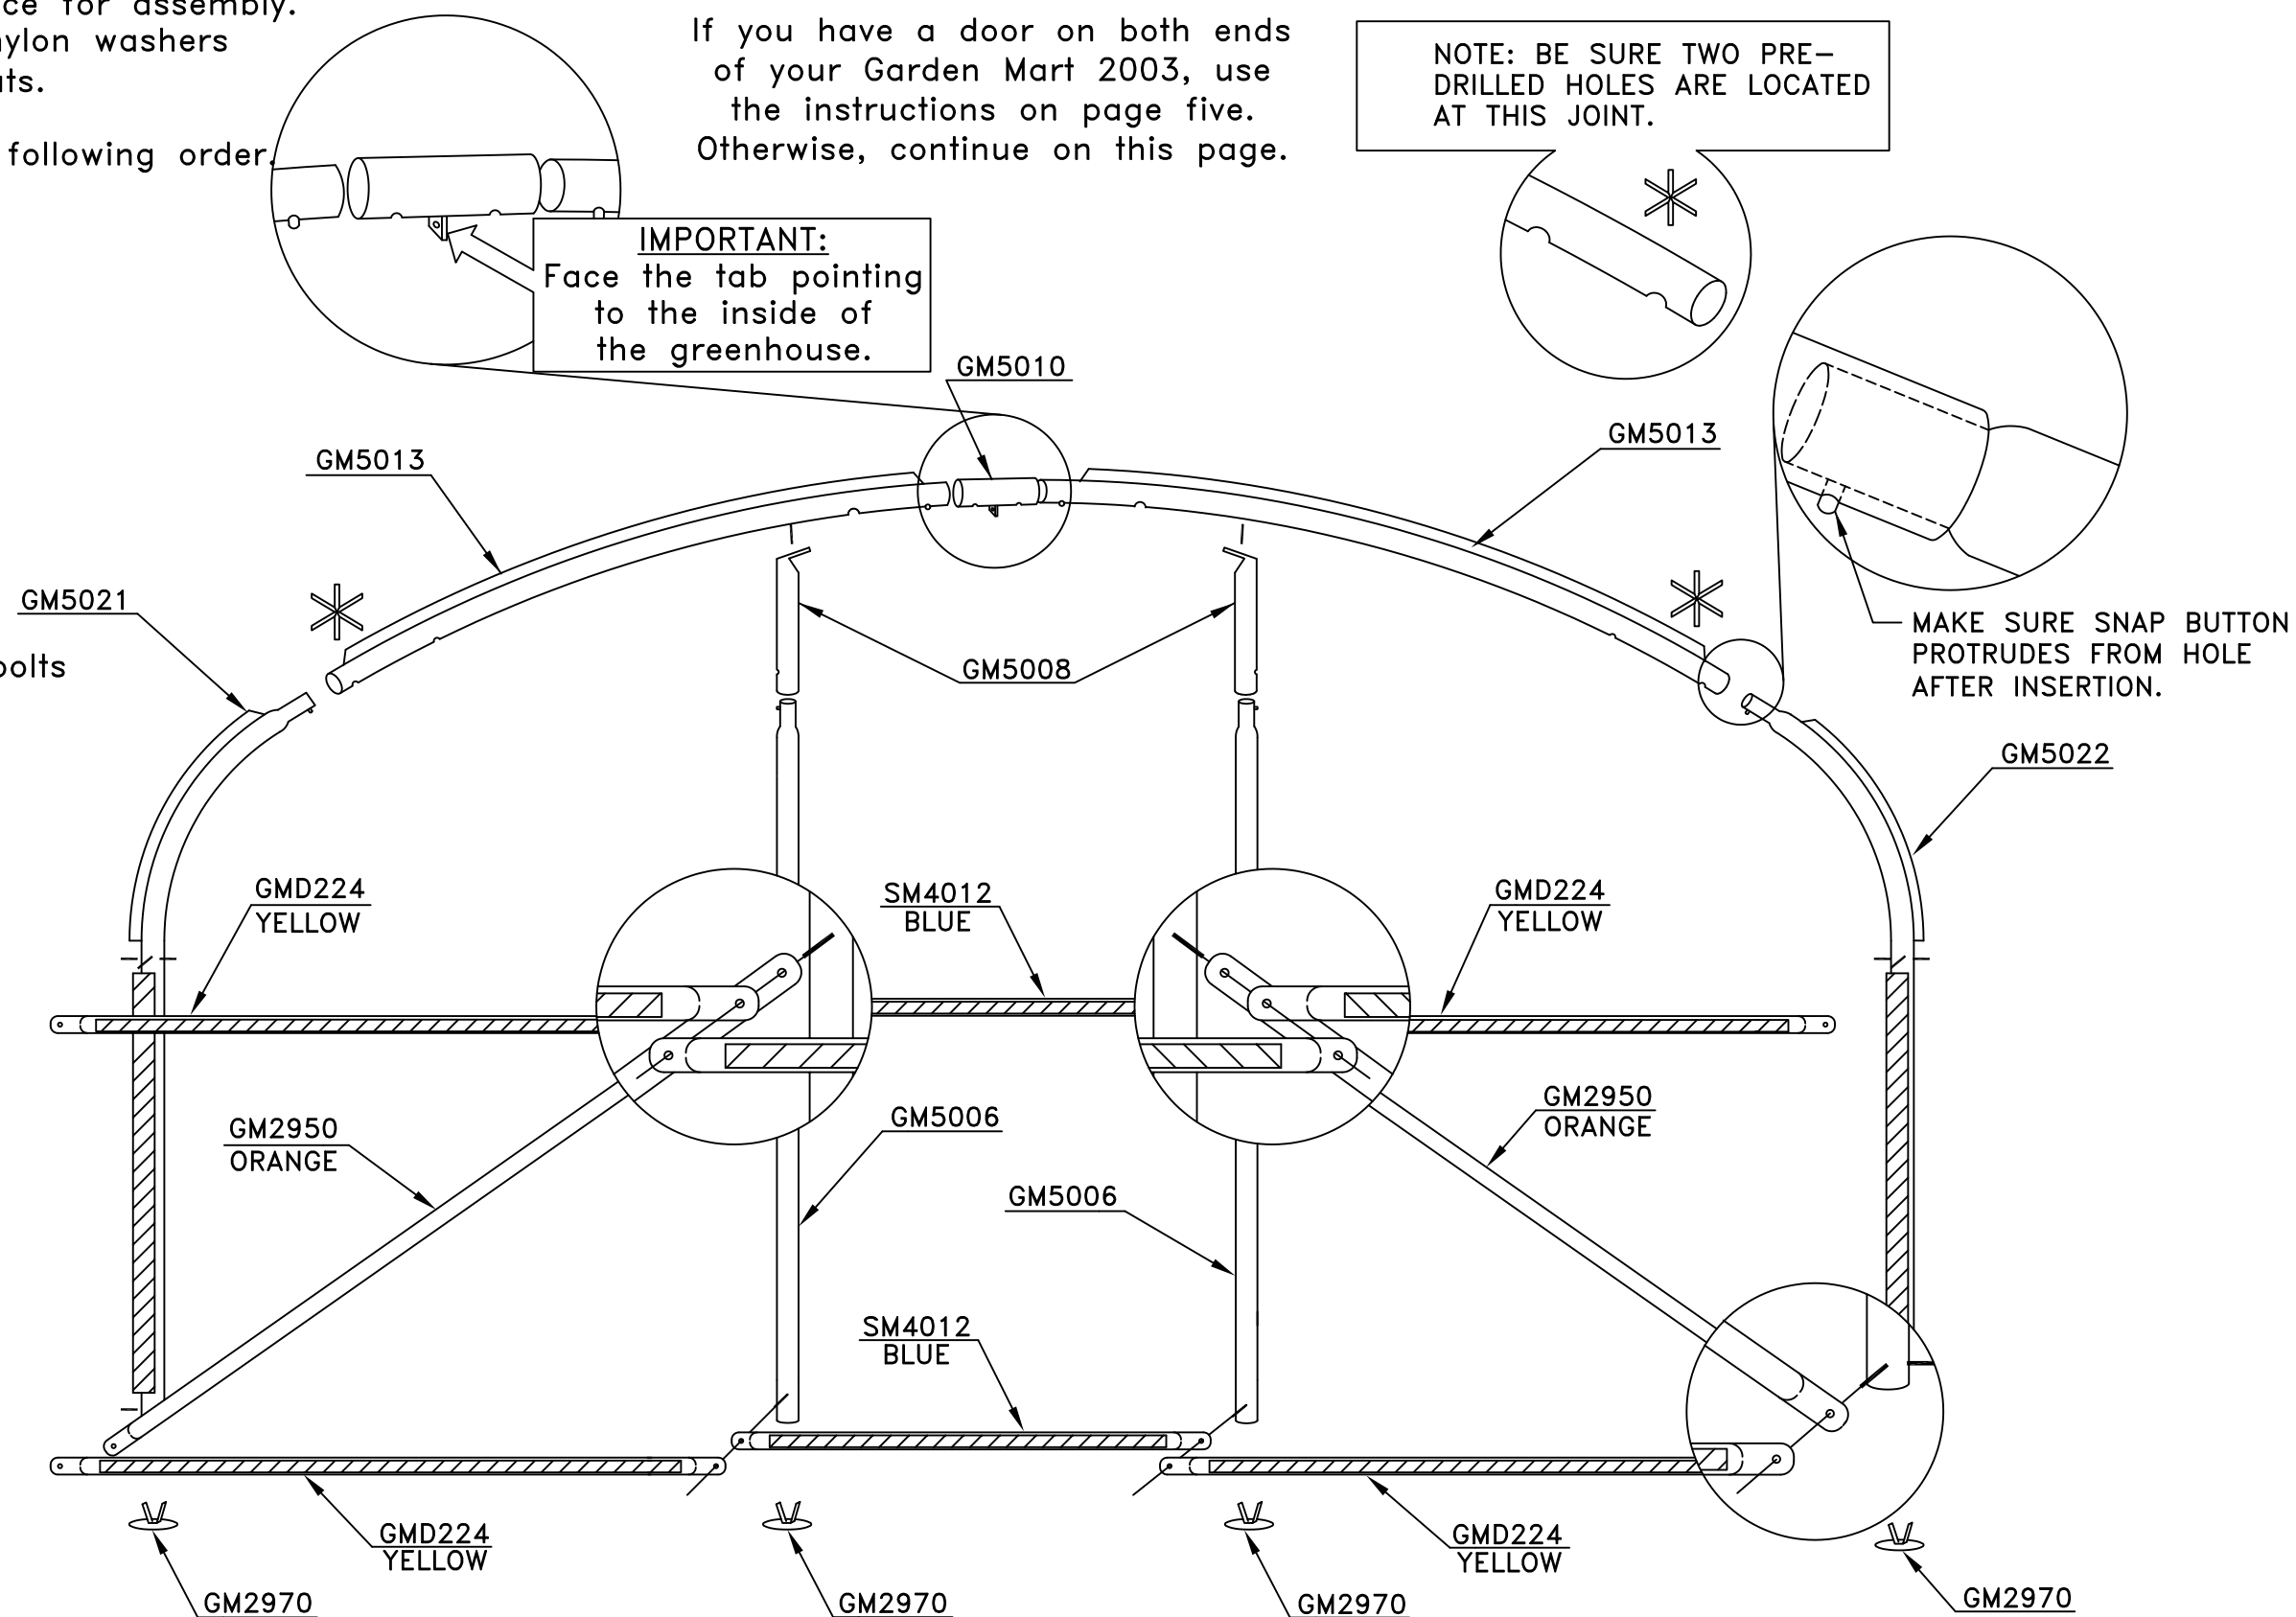 for assembly.
washers
following order.
If you have a door on both ends
of your Garden Mart 2003, use
the instructions on page five.
Otherwise, continue on this page.
NOTE: BE SURE TWO PRE-
DRILLED HOLES ARE LOCATED
AT THIS JOINT.
IMPORTANT:
Face the tab pointing
to the inside of
the greenhouse.
GM5010
GM5013
GM5013
GM5021
MAKE SURE SNAP BUTTON
PROTRUDES FROM HOLE
AFTER INSERTION.
bolts
GM5008
GM5022
GMD224
YELLOW
SM4012
BLUE
GMD224
YELLOW
GM2950
ORANGE
GM5006
GM2950
ORANGE
GM5006
SM4012
BLUE
GMD224
YELLOW
GMD224
YELLOW
GM2970
GM2970
GM2970
GM2970